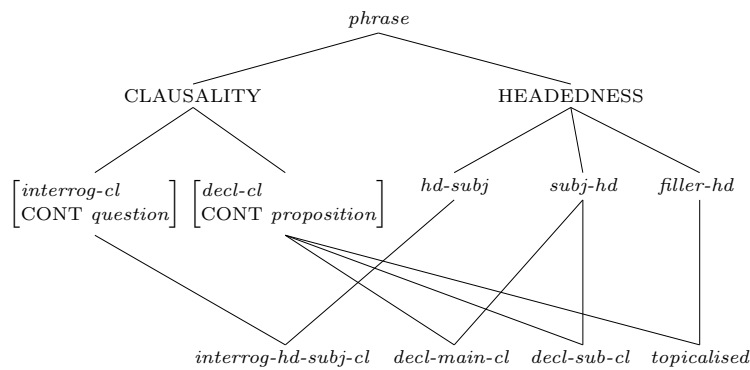 phrase
CLAUSALITY HEADEDNESS
interrog-cl decl-cl hd-subj subj-hd filler-hd
CONT question CONT proposition
interrog-hd-subj-cl decl-main-cl decl-sub-cl topicalised